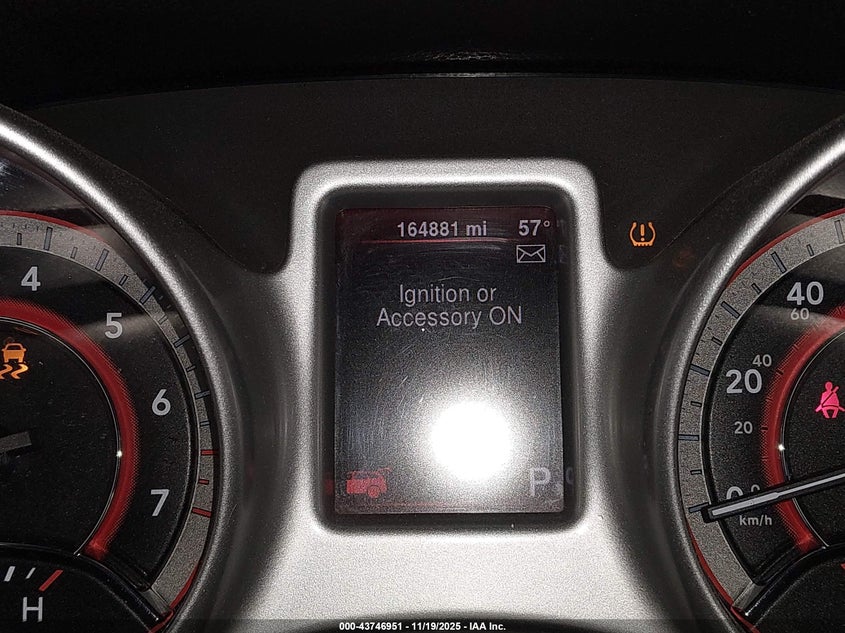 164881 mi 57°
Ignition or
Accessory ON
P
4
5
6
7
H
40
60
20
40
20
0
km/h
000-43746951 - 11/19/2025 - IAA Inc.